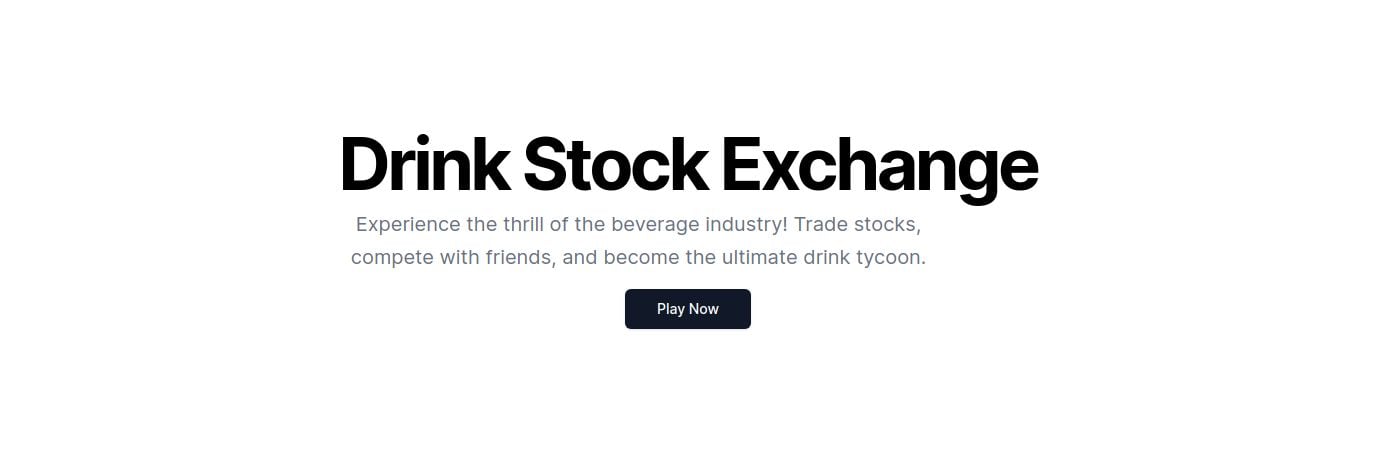 Drink Stock Exchange
Experience the thrill of the beverage industry! Trade stocks,
compete with friends, and become the ultimate drink tycoon.
Play Now